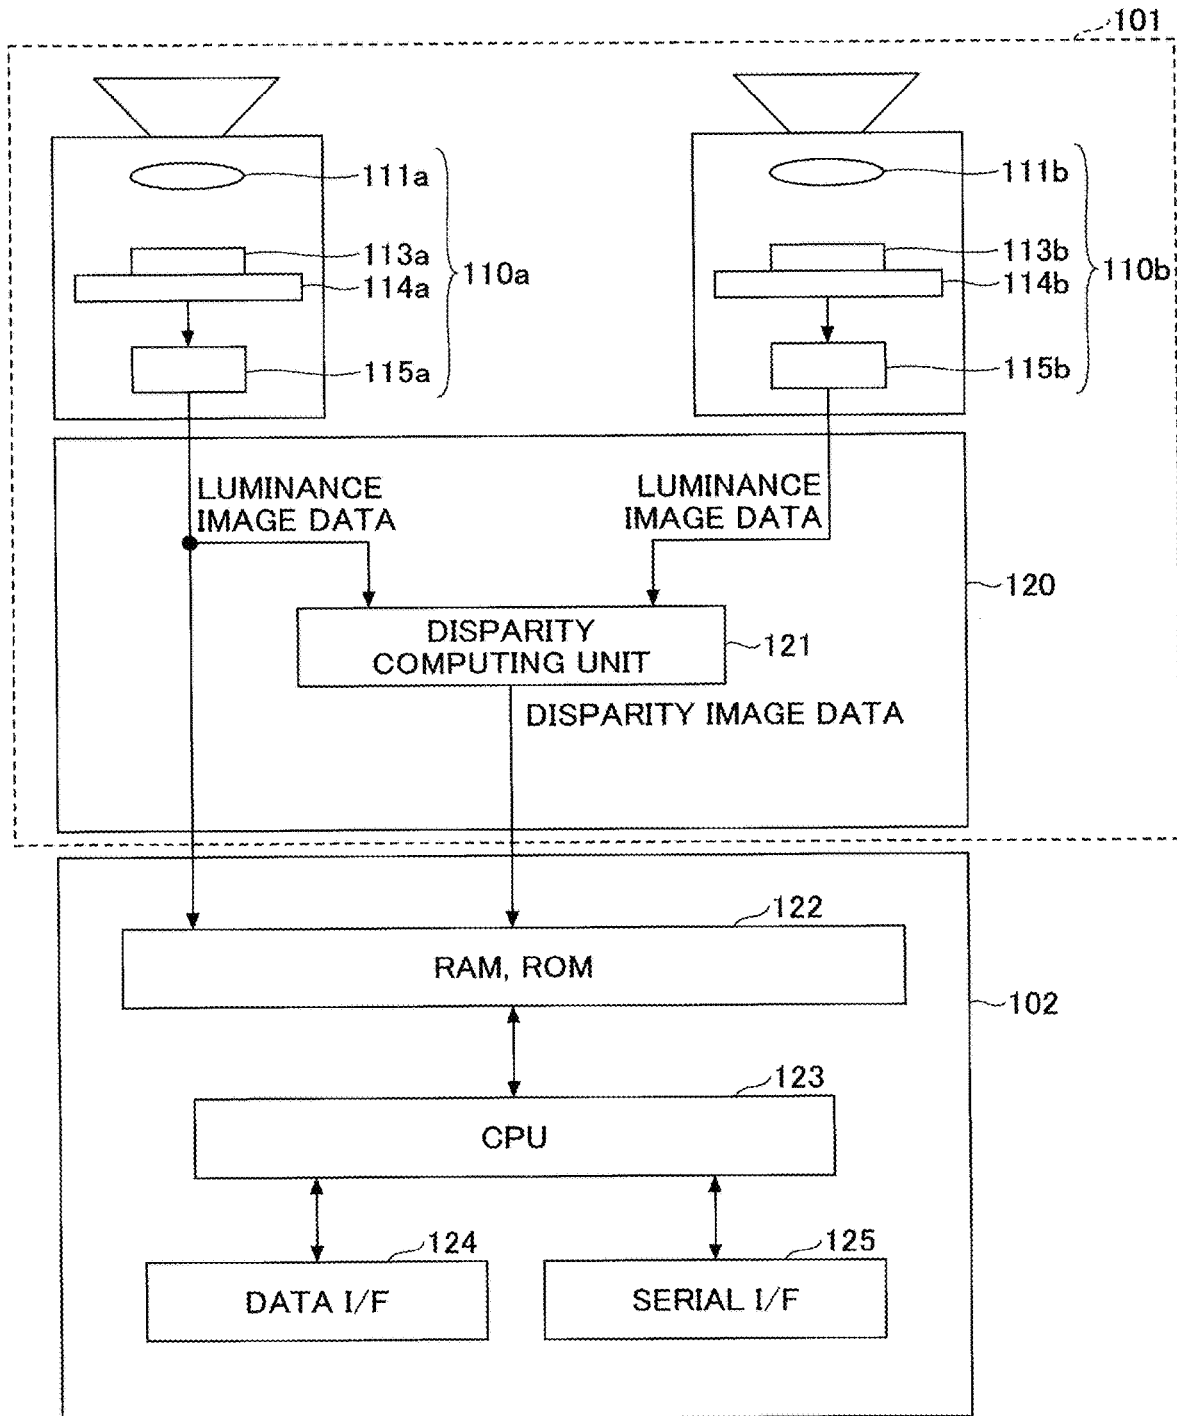 101
111a
111b
113a
113b
110a
110b
114a
114b
115a
115b
LUMINANCE
IMAGE DATA
LUMINANCE
IMAGE DATA
120
DISPARITY
COMPUTING UNIT
121
DISPARITY IMAGE DATA
122
RAM, ROM
102
123
CPU
124
125
DATA I/F
SERIAL I/F